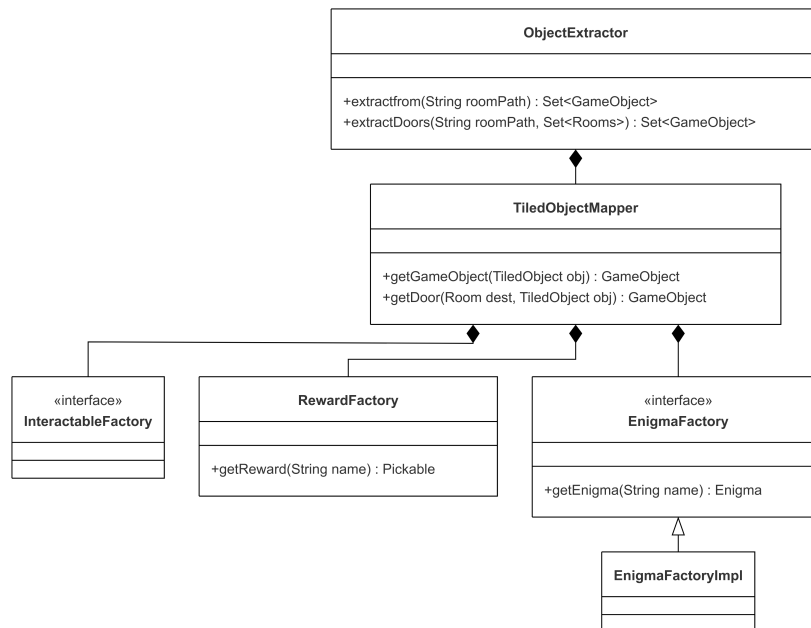 ObjectExtractor
+extractfrom(String roomPath) : Set<GameObject>
+extractDoors(String roomPath, Set<Rooms>) : Set<GameObject>
TiledObjectMapper
+getGameObject(TiledObject obj) : GameObject
+getDoor(Room dest, TiledObject obj) : GameObject
«interface»
InteractableFactory
RewardFactory
+getReward(String name) : Pickable
«interface»
EnigmaFactory
+getEnigma(String name) : Enigma
EnigmaFactoryImpl